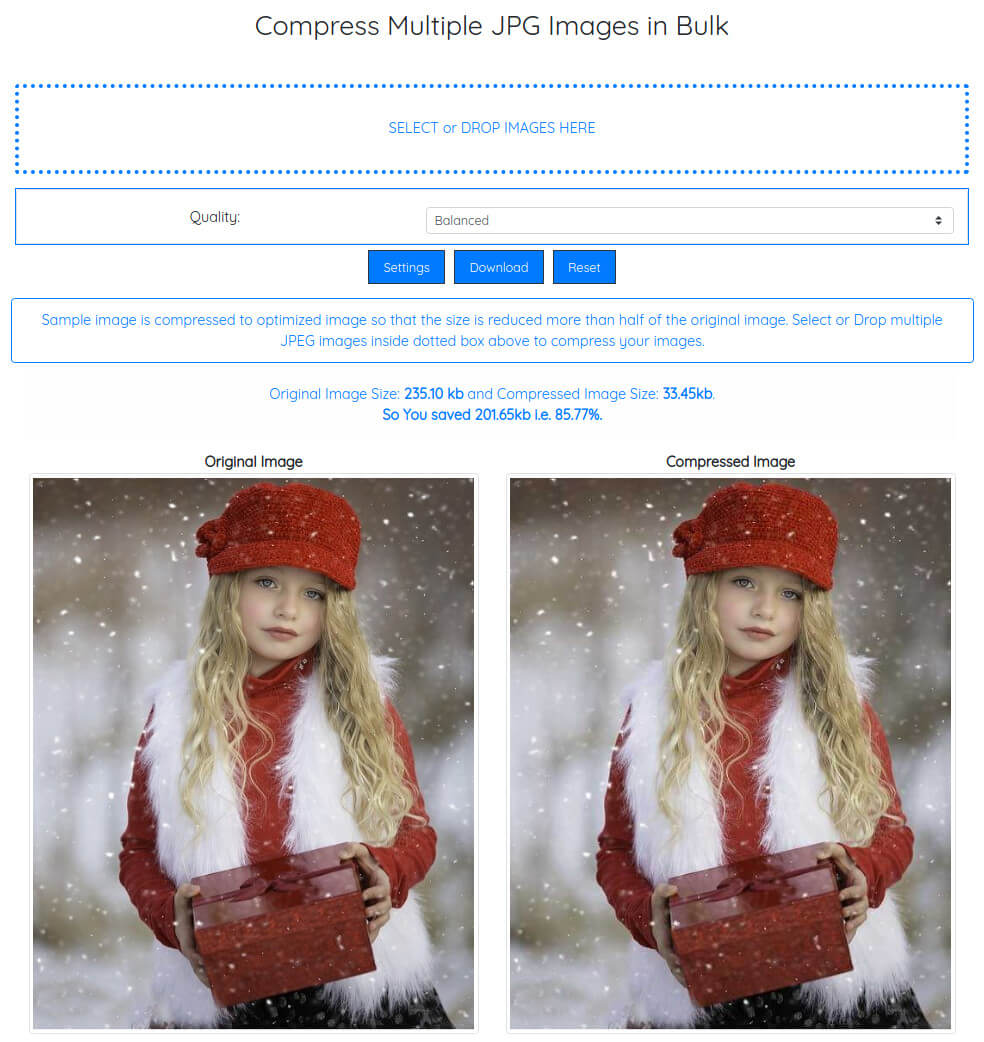 Compress Multiple JPG Images in Bulk
SELECT or DROP IMAGES HERE
Quality:
Balanced
Settings
Download
Reset
Sample image is compressed to optimized image so that the size is reduced more than half of the original image. Select or Drop multiple
JPEG images inside dotted box above to compress your images.
Original Image Size: 235.10 kb and Compressed Image Size: 33.45kb.
So You saved 201.65kb i.e. 85.77%.
Original Image
Compressed Image